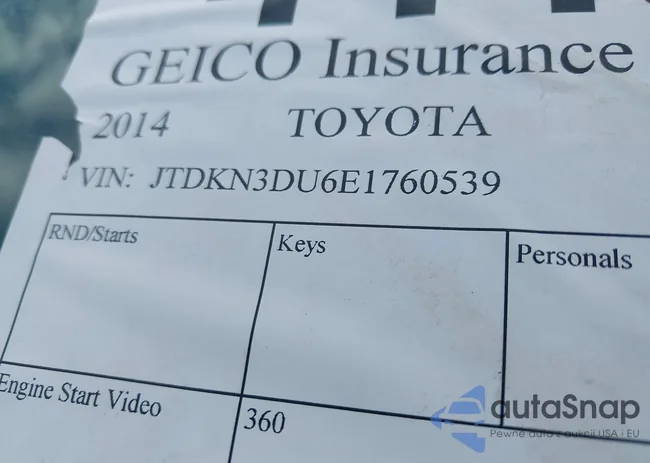 GEICO Insurance
2014 TOYOTA
VIN: JTDKN3DU6E1760539
RND/Starts Keys Personals
Engine Start Video 360
autaSnap
Pewne auta z aukcji USA i EU